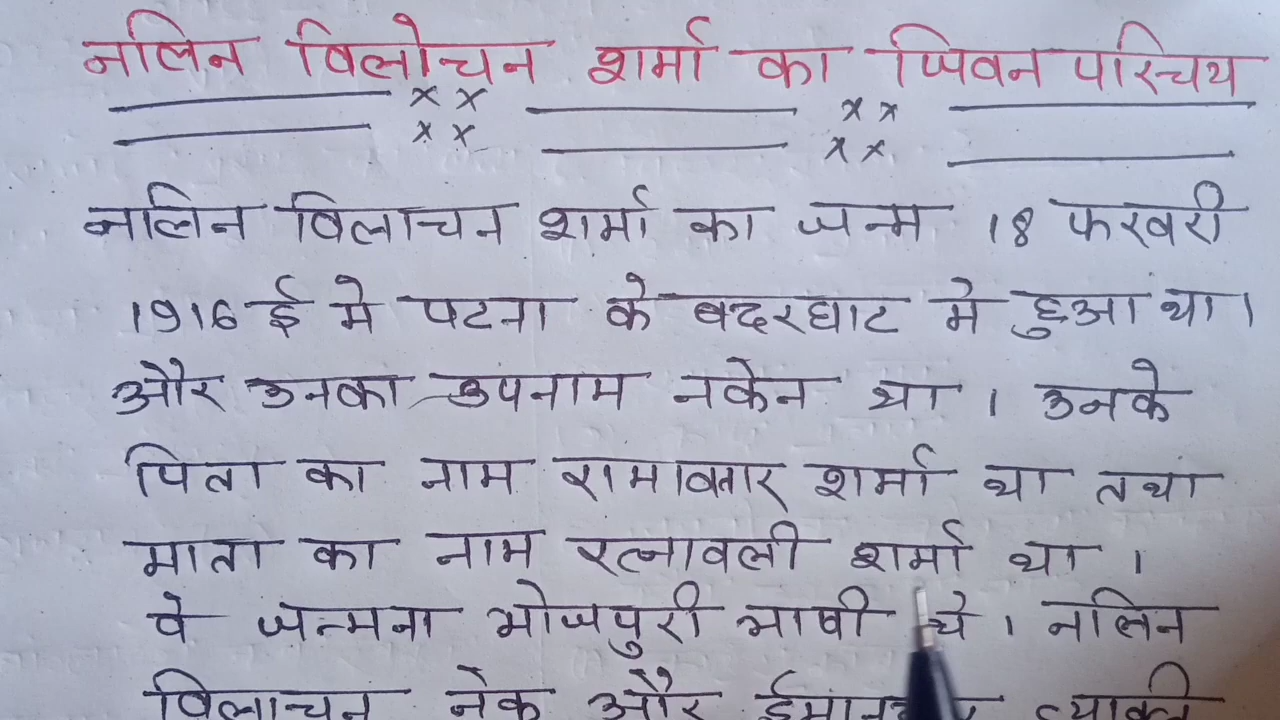 नलिन विलोचन शर्मा का जिवन परिचय
नलिन विलाचन शर्मा का जन्म 18 फरवरी
1916 ई मे पटना के बदरघाट मे हुआ था।
और उनका उपनाम नकेन था । उनके
पिता का नाम रामावतार शर्मा था तथा
माता का नाम रत्नावली शर्मा था ।
वे जन्मना भोजपुरी भाषी थे । नलिन
विलाचन नेक और